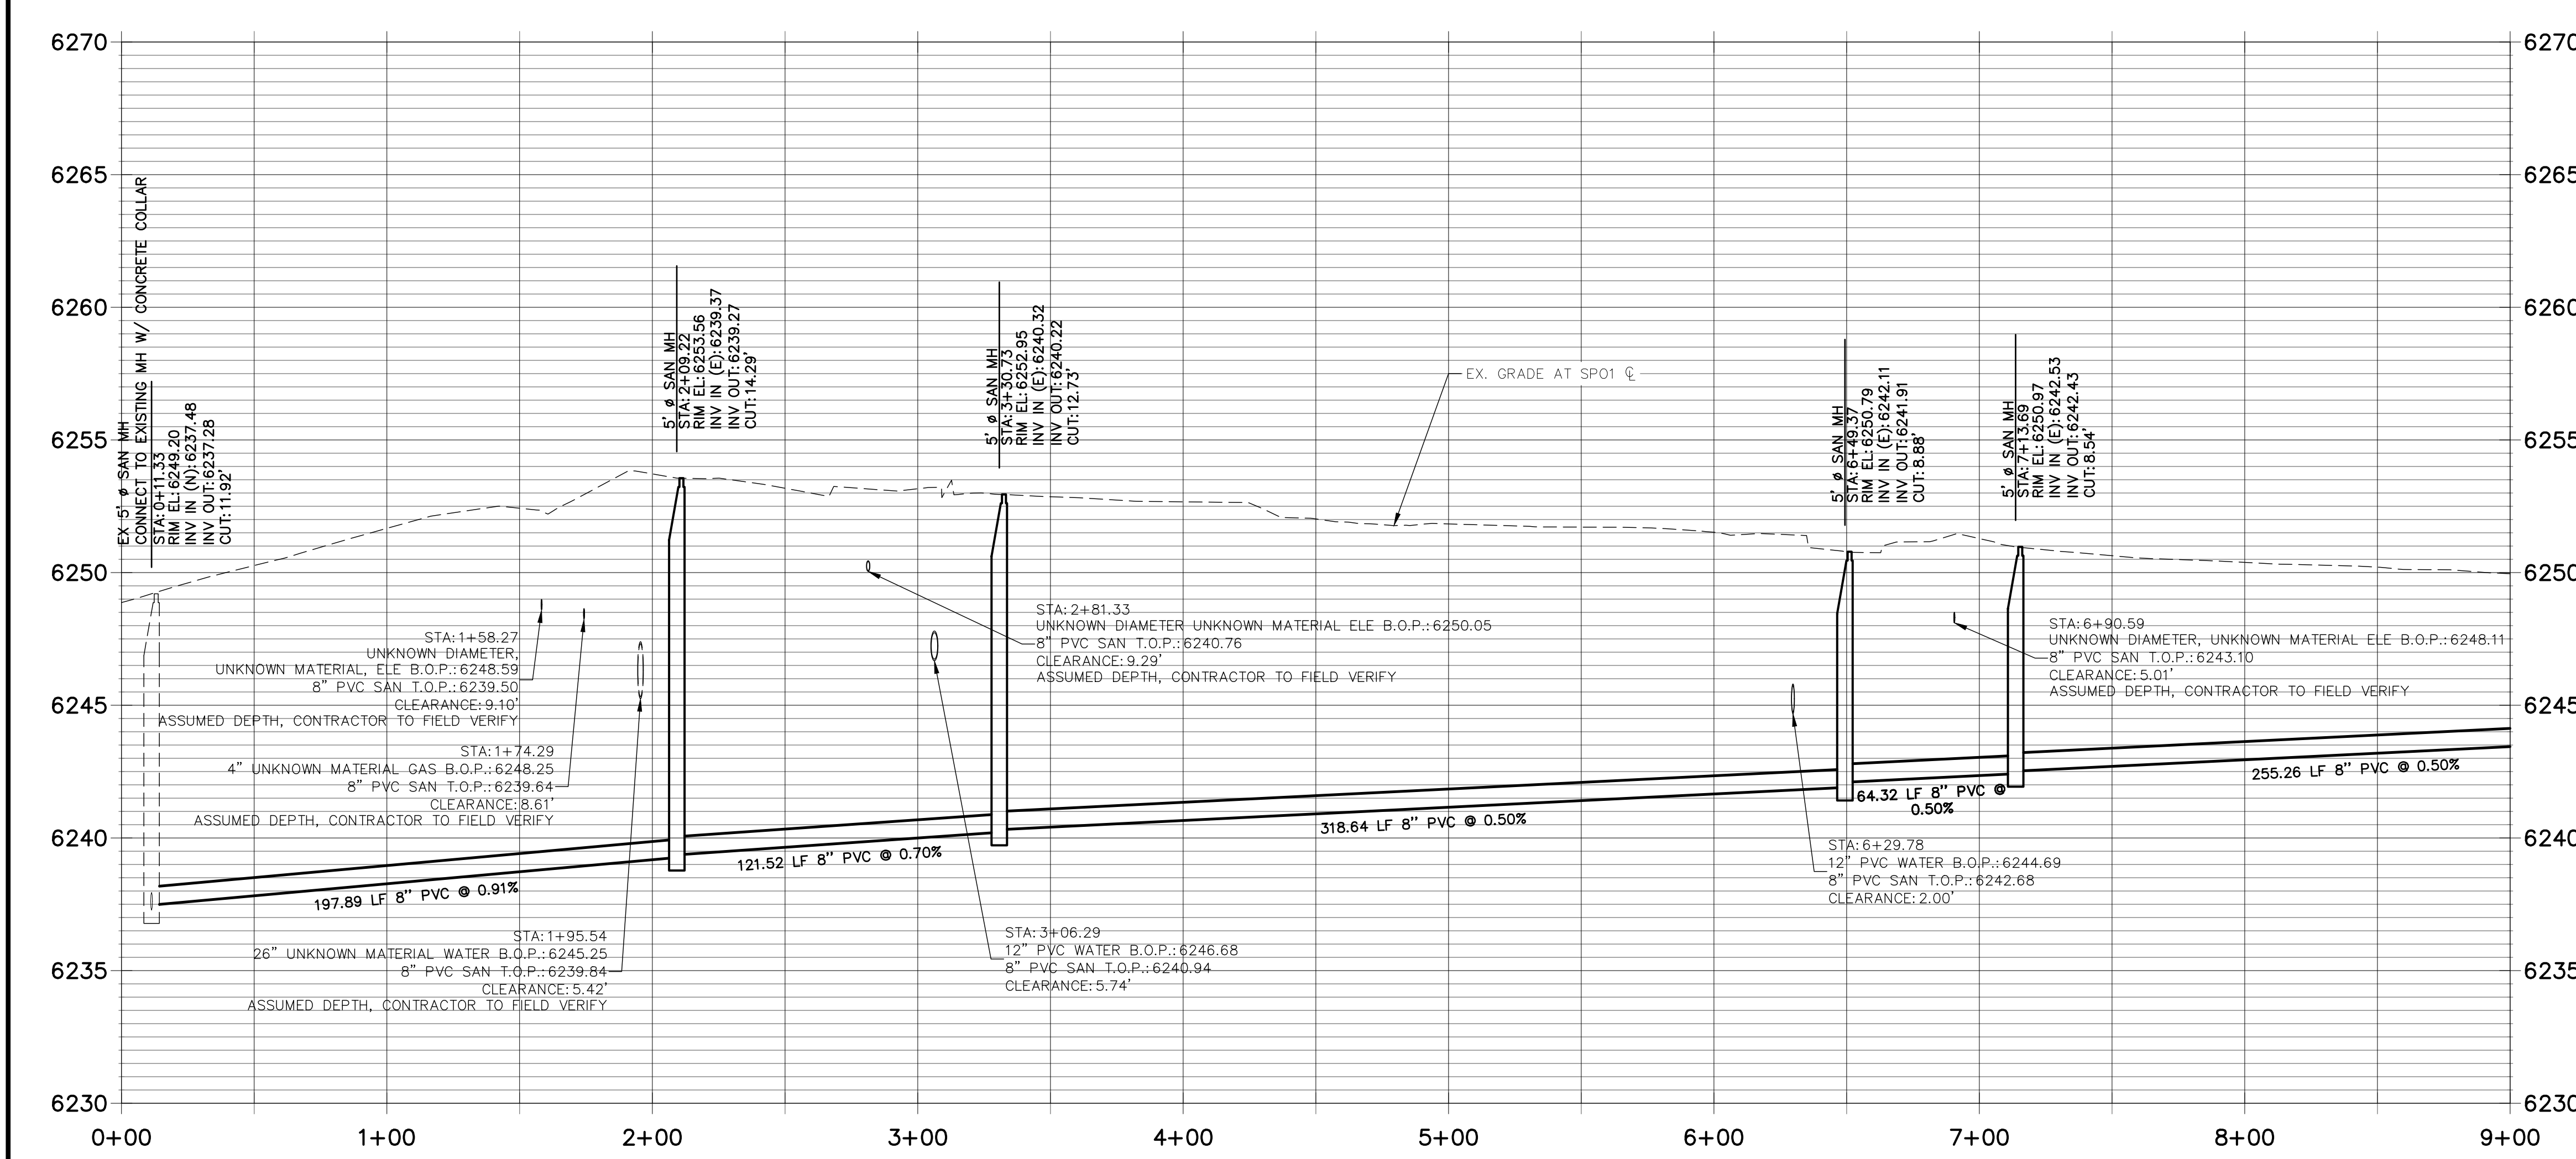 6270
6265
6260
6255
6250
6245
6240
6235
6230
EX 5' ø SAN MH
CONNECT TO EXISTING MH W/ CONCRETE COLLAR
STA: 0+11.33
RIM EL: 6249.20
INV IN (N): 6237.48
INV OUT: 6237.28
CUT: 11.92'
5' ø SAN MH
STA: 2+09.22
RIM EL: 6253.56
INV IN (E): 6239.37
INV OUT: 6239.27
CUT: 14.29'
5' ø SAN MH
STA: 3+30.73
RIM EL: 6252.95
INV IN (E): 6240.32
INV OUT: 6240.22
CUT: 12.73'
EX. GRADE AT SP01 ℄
5' ø SAN MH
STA: 6+49.37
RIM EL: 6250.79
INV IN (E): 6242.11
INV OUT: 6241.91
CUT: 8.88'
5' ø SAN MH
STA: 7+13.69
RIM EL: 6250.97
INV IN (E): 6242.53
INV OUT: 6242.43
CUT: 8.54'
STA: 1+58.27
UNKNOWN DIAMETER,
UNKNOWN MATERIAL, ELE B.O.P.: 6248.59
8" PVC SAN T.O.P.: 6239.50
CLEARANCE: 9.10'
ASSUMED DEPTH, CONTRACTOR TO FIELD VERIFY
STA: 1+74.29
4" UNKNOWN MATERIAL GAS B.O.P.: 6248.25
8" PVC SAN T.O.P.: 6239.64
CLEARANCE: 8.61'
ASSUMED DEPTH, CONTRACTOR TO FIELD VERIFY
STA: 1+95.54
26" UNKNOWN MATERIAL WATER B.O.P.: 6245.25
8" PVC SAN T.O.P.: 6239.84
CLEARANCE: 5.42'
ASSUMED DEPTH, CONTRACTOR TO FIELD VERIFY
STA: 2+81.33
UNKNOWN DIAMETER UNKNOWN MATERIAL ELE B.O.P.: 6250.05
8" PVC SAN T.O.P.: 6240.76
CLEARANCE: 9.29'
ASSUMED DEPTH, CONTRACTOR TO FIELD VERIFY
STA: 3+06.29
12" PVC WATER B.O.P.: 6246.68
8" PVC SAN T.O.P.: 6240.94
CLEARANCE: 5.74'
STA: 6+29.78
12" PVC WATER B.O.P.: 6244.69
8" PVC SAN T.O.P.: 6242.68
CLEARANCE: 2.00'
STA: 6+90.59
UNKNOWN DIAMETER, UNKNOWN MATERIAL ELE B.O.P.: 6248.11
8" PVC SAN T.O.P.: 6243.10
CLEARANCE: 5.01'
ASSUMED DEPTH, CONTRACTOR TO FIELD VERIFY
197.89 LF 8" PVC @ 0.91%
121.52 LF 8" PVC @ 0.70%
318.64 LF 8" PVC @ 0.50%
64.32 LF 8" PVC @
0.50%
255.26 LF 8" PVC @ 0.50%
6270
6265
6260
6255
6250
6245
6240
6235
6230
0+00
1+00
2+00
3+00
4+00
5+00
6+00
7+00
8+00
9+00